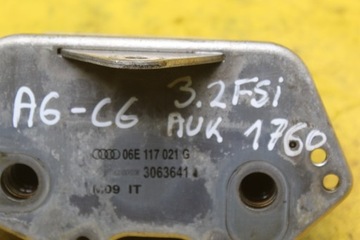 A6-C6 3.2FSi
AUK 1760
06E 117 021 G
3063641
M09 IT